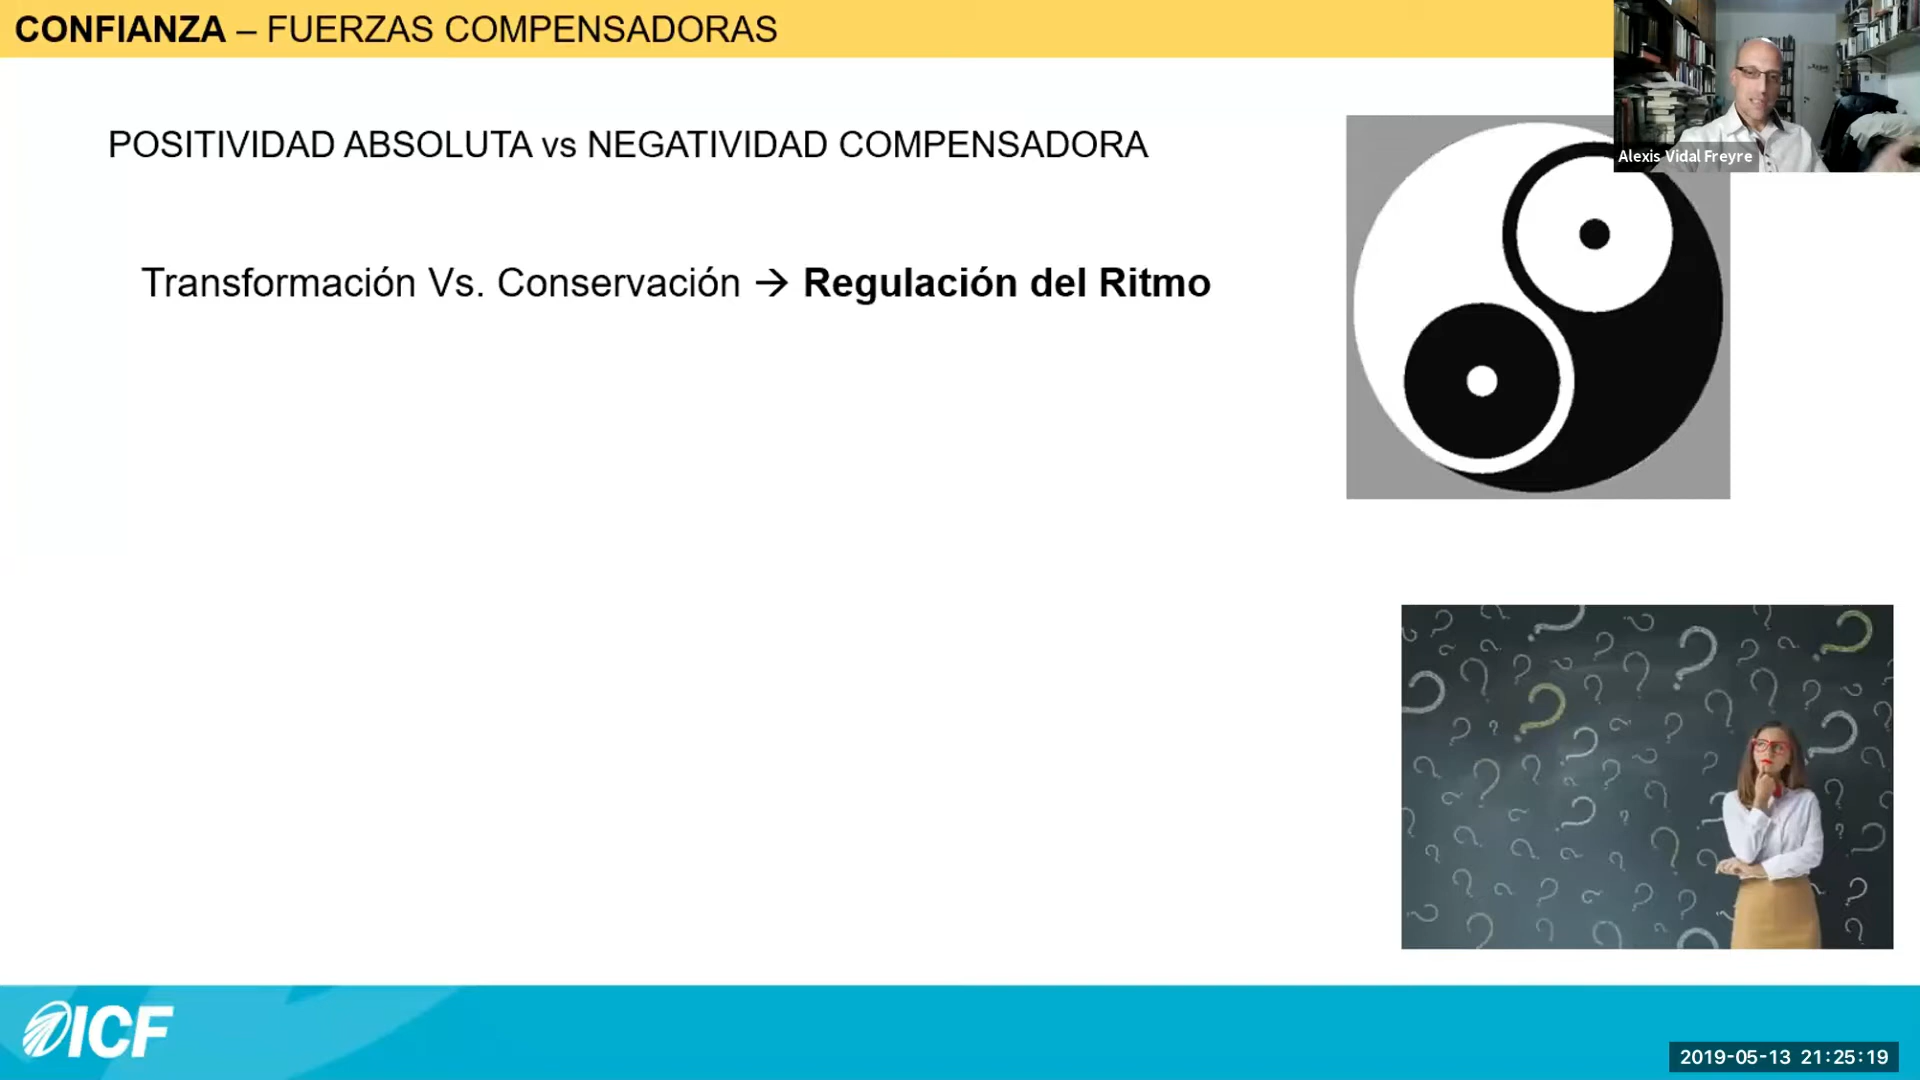 CONFIANZA – FUERZAS COMPENSADORAS
Alexis Vidal Freyre
POSITIVIDAD ABSOLUTA vs NEGATIVIDAD COMPENSADORA
Transformación Vs. Conservación → Regulación del Ritmo
ICF
2019-05-13 21:25:19